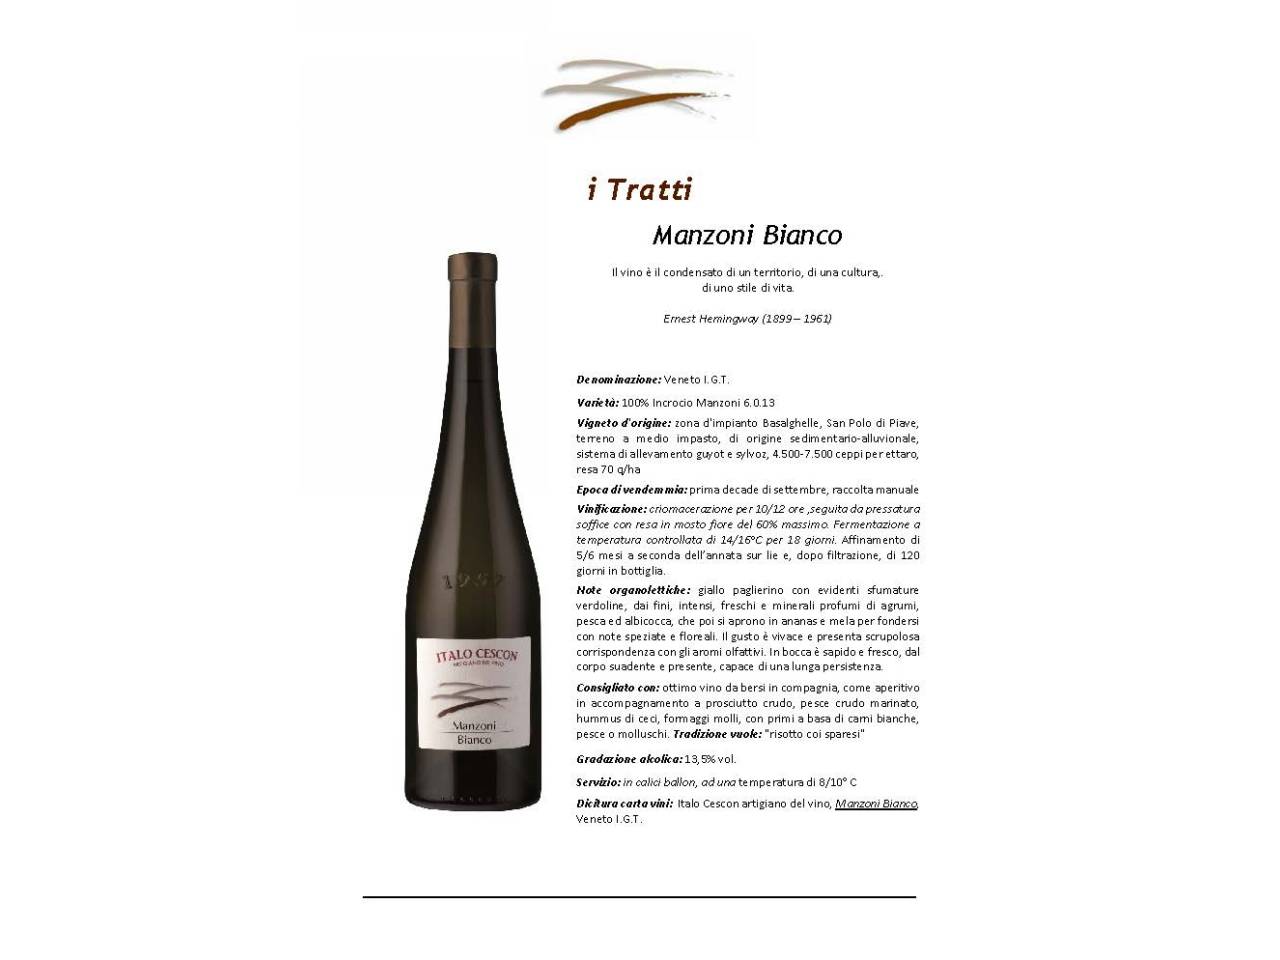 i Tratti
Manzoni Bianco
Il vino è il condensato di un territorio, di una cultura,.
di uno stile di vita.
Ernest Hemingway (1899 – 1961)
Denominazione: Veneto I.G.T.
Varietà: 100% Incrocio Manzoni 6.0.13
Vigneto d'origine: zona d'impianto Basalghelle, San Polo di Piave,
terreno a medio impasto, di origine sedimentario-alluvionale,
sistema di allevamento guyot e sylvoz, 4.500-7.500 ceppi per ettaro,
resa 70 q/ha
Epoca di vendemmia: prima decade di settembre, raccolta manuale
Vinificazione: criomacerazione per 10/12 ore ,seguita da pressatura
soffice con resa in mosto fiore del 60% massimo. Fermentazione a
temperatura controllata di 14/16°C per 18 giorni. Affinamento di
5/6 mesi a seconda dell’annata sur lie e, dopo filtrazione, di 120
giorni in bottiglia.
Note organolettiche: giallo paglierino con evidenti sfumature
verdoline, dai fini, intensi, freschi e minerali profumi di agrumi,
pesca ed albicocca, che poi si aprono in ananas e mela per fondersi
con note speziate e floreali. Il gusto è vivace e presenta scrupolosa
corrispondenza con gli aromi olfattivi. In bocca è sapido e fresco, dal
corpo suadente e presente, capace di una lunga persistenza.
Consigliato con: ottimo vino da bersi in compagnia, come aperitivo
in accompagnamento a prosciutto crudo, pesce crudo marinato,
hummus di ceci, formaggi molli, con primi a basa di carni bianche,
pesce o molluschi. Tradizione vuole: "risotto coi sparesi"
Gradazione alcolica: 13,5% vol.
Servizio: in calici ballon, ad una temperatura di 8/10° C
Dicitura carta vini: Italo Cescon artigiano del vino, Manzoni Bianco,
Veneto I.G.T.
1957
ITALO CESCON
Manzoni
Bianco